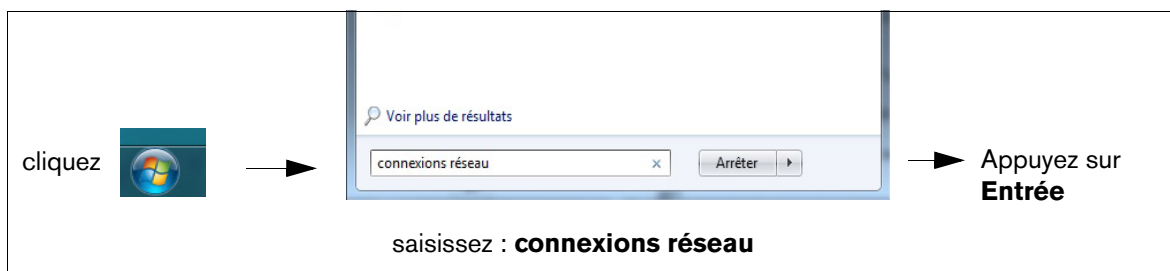 cliquez
Voir plus de résultats
connexions réseau
Arrêter
saisissez : connexions réseau
Appuyez sur
Entrée